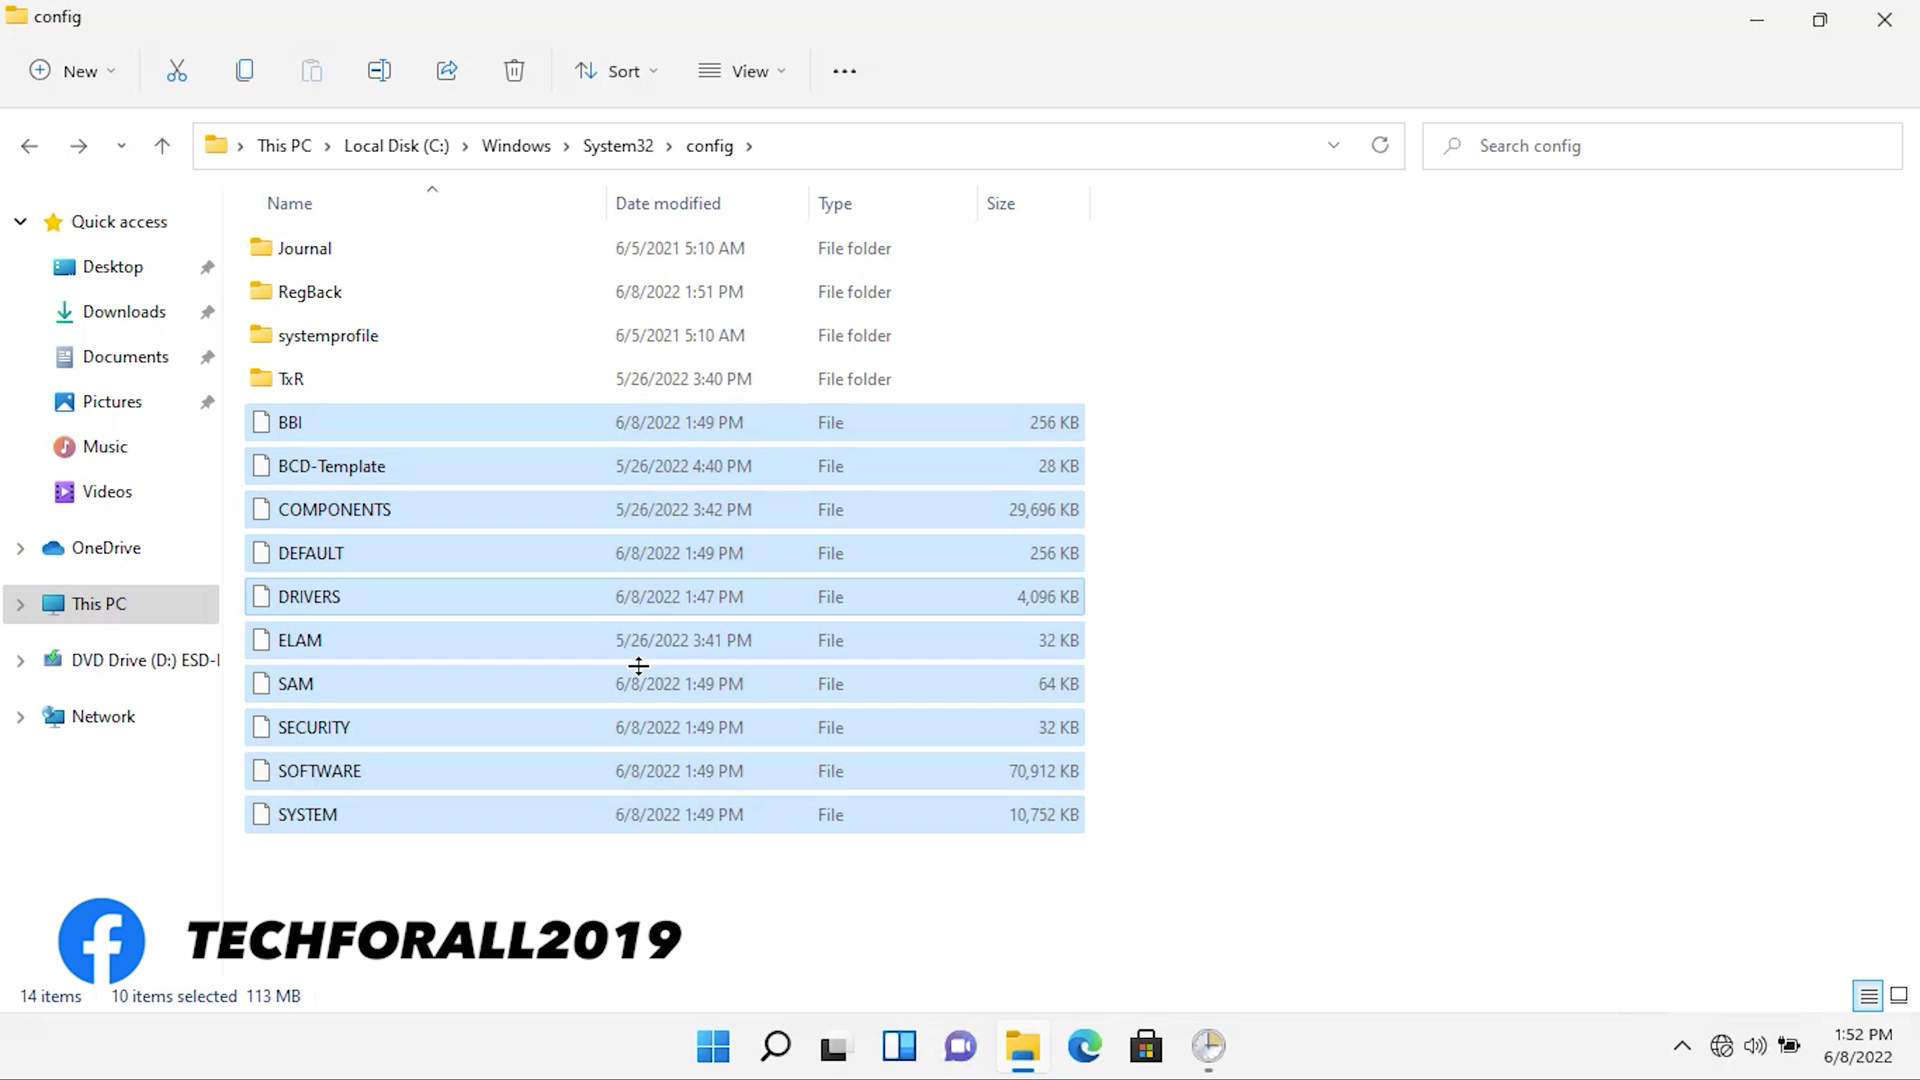 config
New
Sort
View
This PC > Local Disk (C:) > Windows > System32 > config >
Search config
Name Date modified Type Size
Quick access
Desktop
Downloads
Documents
Pictures
Music
Videos
OneDrive
This PC
DVD Drive (D:) ESD-I
Network
Journal 6/5/2021 5:10 AM File folder
RegBack 6/8/2022 1:51 PM File folder
systemprofile 6/5/2021 5:10 AM File folder
TxR 5/26/2022 3:40 PM File folder
BBI 6/8/2022 1:49 PM File 256 KB
BCD-Template 5/26/2022 4:40 PM File 28 KB
COMPONENTS 5/26/2022 3:42 PM File 29,696 KB
DEFAULT 6/8/2022 1:49 PM File 256 KB
DRIVERS 6/8/2022 1:47 PM File 4,096 KB
ELAM 5/26/2022 3:41 PM File 32 KB
SAM 6/8/2022 1:49 PM File 64 KB
SECURITY 6/8/2022 1:49 PM File 32 KB
SOFTWARE 6/8/2022 1:49 PM File 70,912 KB
SYSTEM 6/8/2022 1:49 PM File 10,752 KB
TECHFORALL2019
14 items 10 items selected 113 MB
1:52 PM
6/8/2022